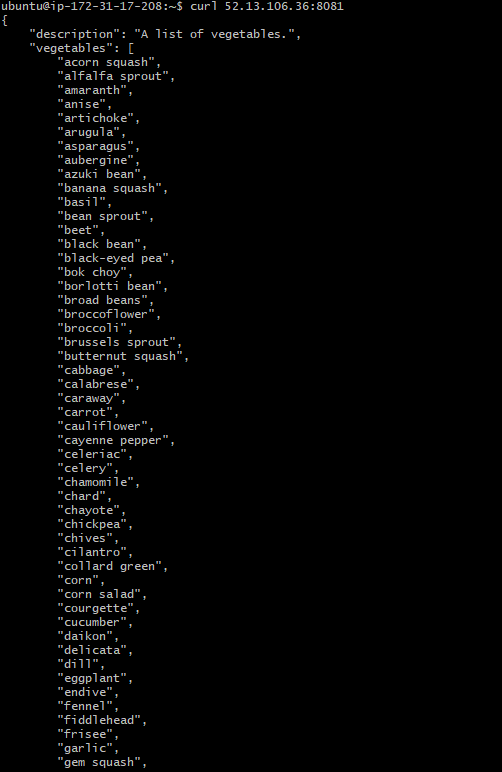 ubuntu@ip-172-31-17-208:~$ curl 52.13.106.36:8081
{
    "description": "A list of vegetables.",
    "vegetables": [
        "acorn squash",
        "alfalfa sprout",
        "amaranth",
        "anise",
        "artichoke",
        "arugula",
        "asparagus",
        "aubergine",
        "azuki bean",
        "banana squash",
        "basil",
        "bean sprout",
        "beet",
        "black bean",
        "black-eyed pea",
        "bok choy",
        "borlotti bean",
        "broad beans",
        "broccoflower",
        "broccoli",
        "brussels sprout",
        "butternut squash",
        "cabbage",
        "calabrese",
        "caraway",
        "carrot",
        "cauliflower",
        "cayenne pepper",
        "celeriac",
        "celery",
        "chamomile",
        "chard",
        "chayote",
        "chickpea",
        "chives",
        "cilantro",
        "collard green",
        "corn",
        "corn salad",
        "courgette",
        "cucumber",
        "daikon",
        "delicata",
        "dill",
        "eggplant",
        "endive",
        "fennel",
        "fiddlehead",
        "frisee",
        "garlic",
        "gem squash",